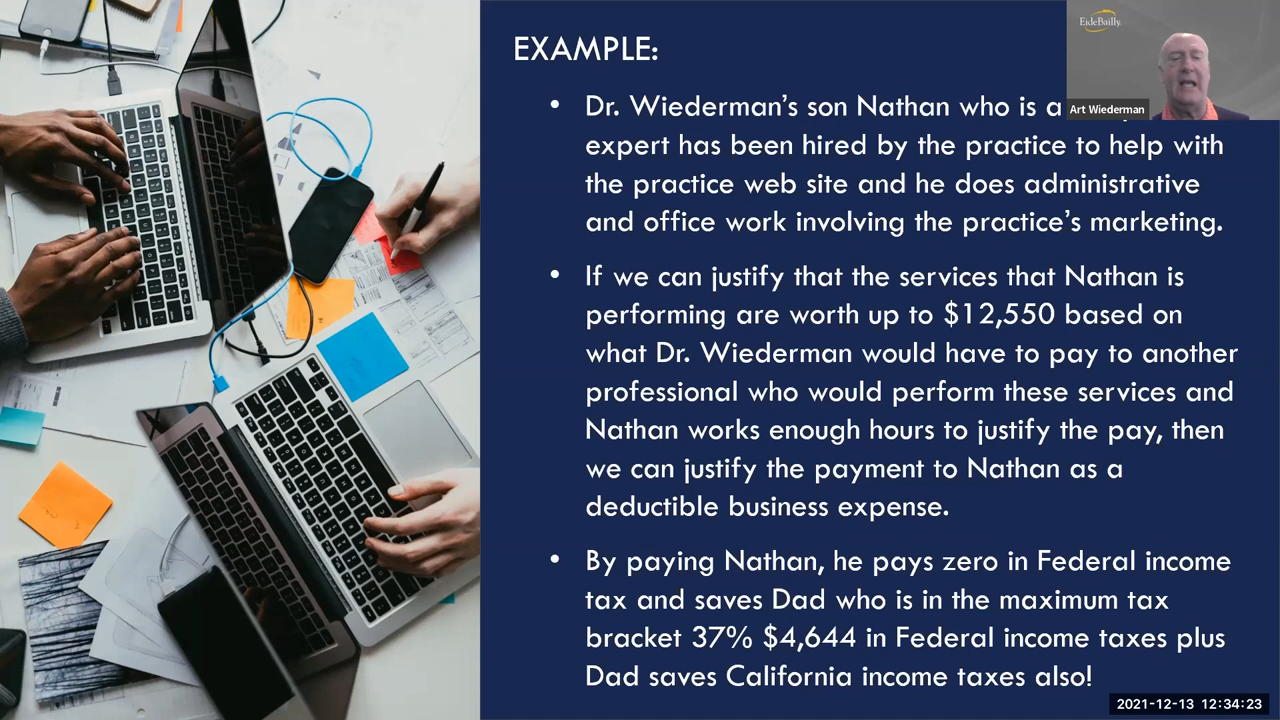 EXAMPLE:
EideBailly
Art Wiederman
• Dr. Wiederman's son Nathan who is a
expert has been hired by the practice to help with
the practice web site and he does administrative
and office work involving the practice's marketing.
• If we can justify that the services that Nathan is
performing are worth up to $12,550 based on
what Dr. Wiederman would have to pay to another
professional who would perform these services and
Nathan works enough hours to justify the pay, then
we can justify the payment to Nathan as a
deductible business expense.
• By paying Nathan, he pays zero in Federal income
tax and saves Dad who is in the maximum tax
bracket 37% $4,644 in Federal income taxes plus
Dad saves California income taxes also!
2021-12-13 12:34:23